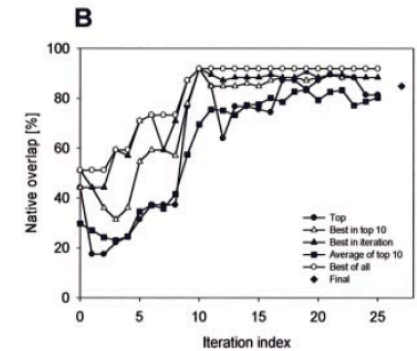 B
100
80
60
40
20
0
Native overlap [%]
Top
Best in top 10
Best in iteration
Average of top 10
Best of all
Final
0 5 10 15 20 25
Iteration index